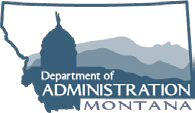 Department of
ADMINISTRATION
MONTANA